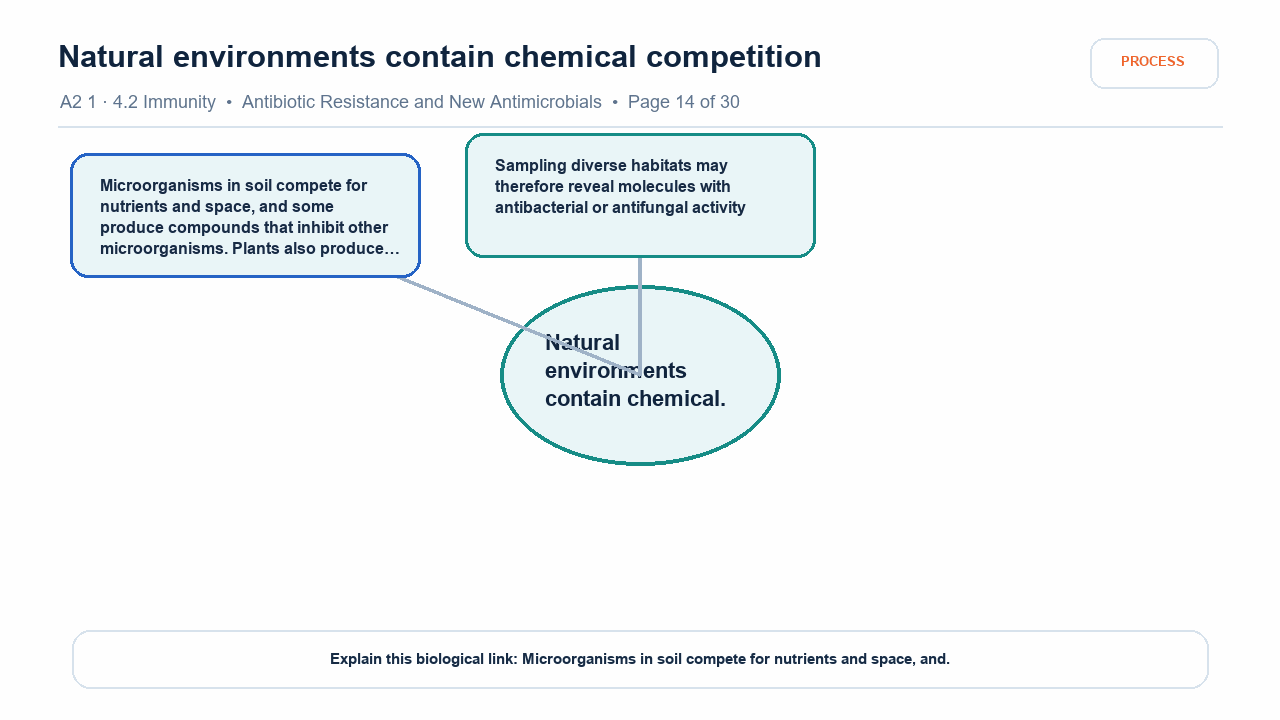 Natural environments contain chemical competition
PROCESS
A2 1 · 4.2 Immunity • Antibiotic Resistance and New Antimicrobials • Page 14 of 30
Microorganisms in soil compete for
nutrients and space, and some
produce compounds that inhibit other
microorganisms. Plants also produce…
Sampling diverse habitats may
therefore reveal molecules with
antibacterial or antifungal activity
Natural
environments
contain chemical.
Explain this biological link: Microorganisms in soil compete for nutrients and space, and.